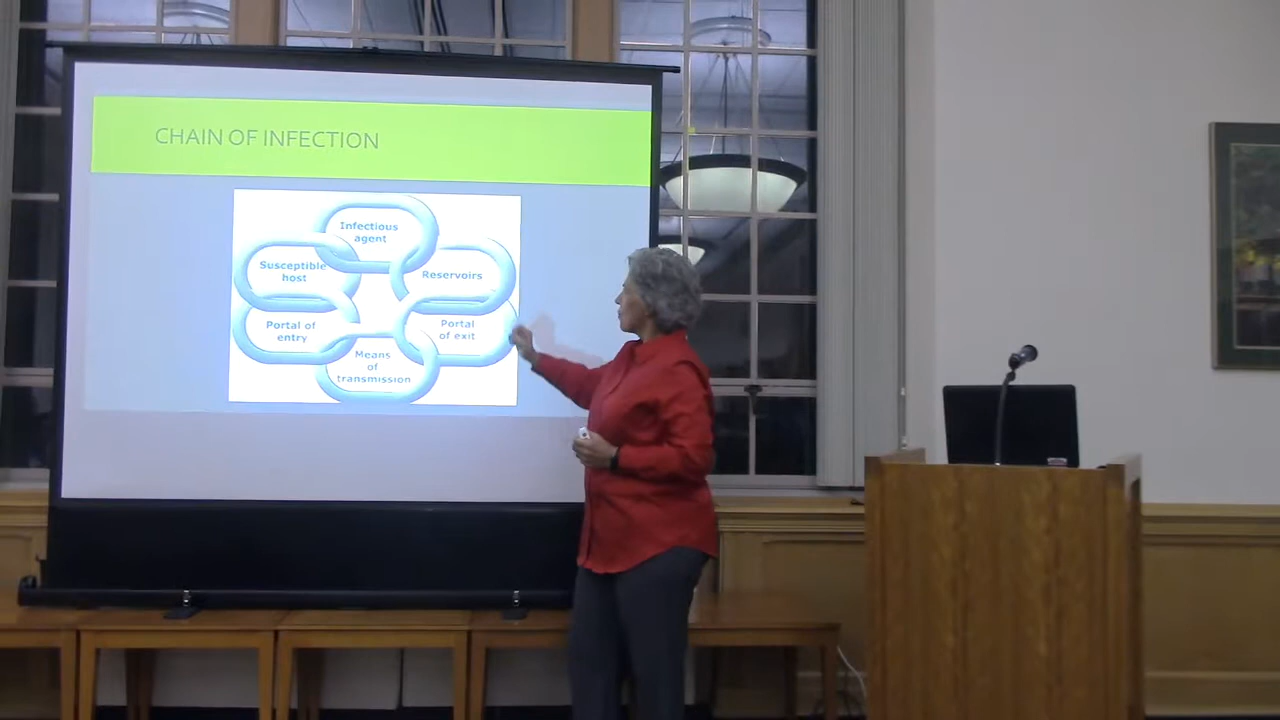 CHAIN OF INFECTION
Infectious
agent
Reservoirs
Portal
of exit
Means
of
transmission
Portal of
entry
Susceptible
host